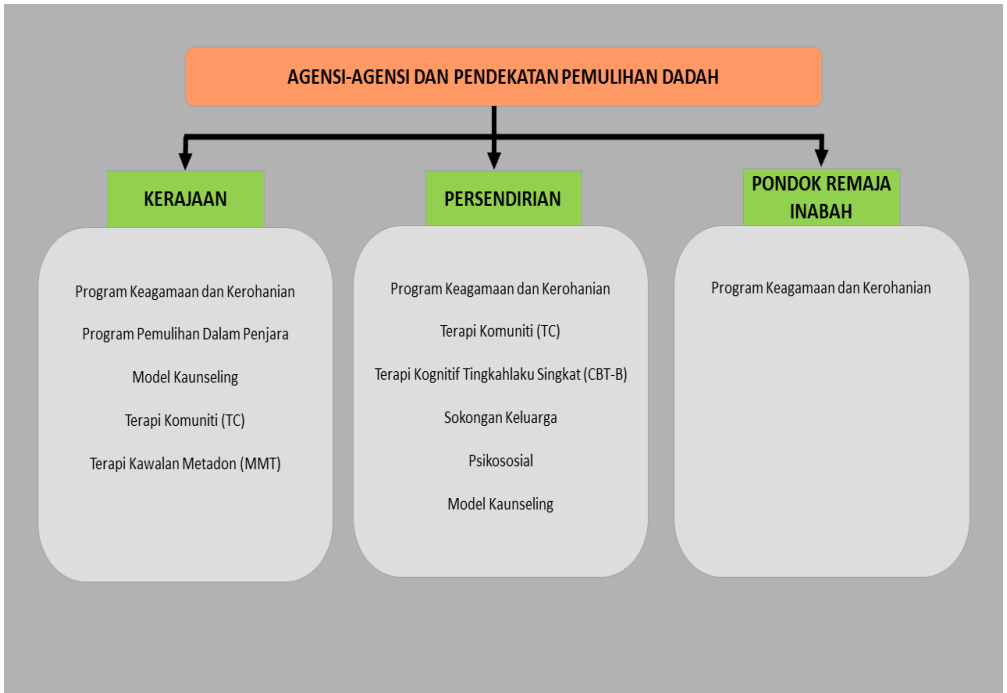 AGENSI-AGENSI DAN PENDEKATAN PEMULIHAN DADAH
KERAJAAN
Program Keagamaan dan Kerohanian
Program Pemulihan Dalam Penjara
Model Kaunseling
Terapi Komuniti (TC)
Terapi Kawalan Metadon (MMT)
PERSENDIRIAN
Program Keagamaan dan Kerohanian
Terapi Komuniti (TC)
Terapi Kognitif Tingkahlaku Singkat (CBT-B)
Sokongan Keluarga
Psikososial
Model Kaunseling
PONDOK REMAJA
INABAH
Program Keagamaan dan Kerohanian